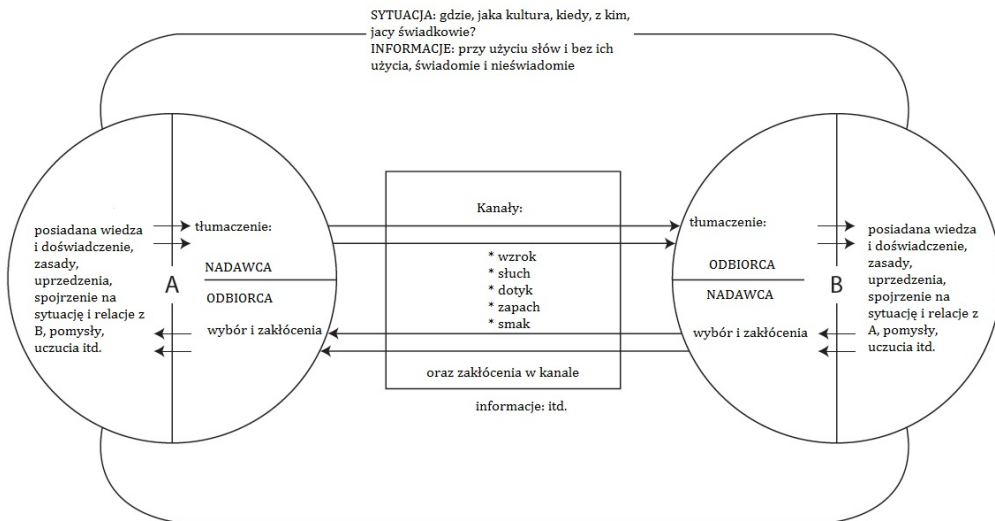 SYTUACJA: gdzie, jaka kultura, kiedy, z kim,
jacy świadkowie?
INFORMACJE: przy użyciu słów i bez ich
użycia, świadomie i nieświadomie
posiadana wiedza
i doświadczenie,
zasady,
uprzedzenia,
spojrzenie na
sytuację i relacje z
B, pomysły,
uczucia itd.
A
tłumaczenie:
NADAWCA
ODBIORCA
wybór i zakłócenia
Kanały:
* wzrok
* słuch
* dotyk
* zapach
* smak
oraz zakłócenia w kanale
informacje: itd.
tłumaczenie:
ODBIORCA
NADAWCA
wybór i zakłócenia
B
posiadana wiedza
i doświadczenie,
zasady,
uprzedzenia,
spojrzenie na
sytuację i relacje z
A, pomysły,
uczucia itd.